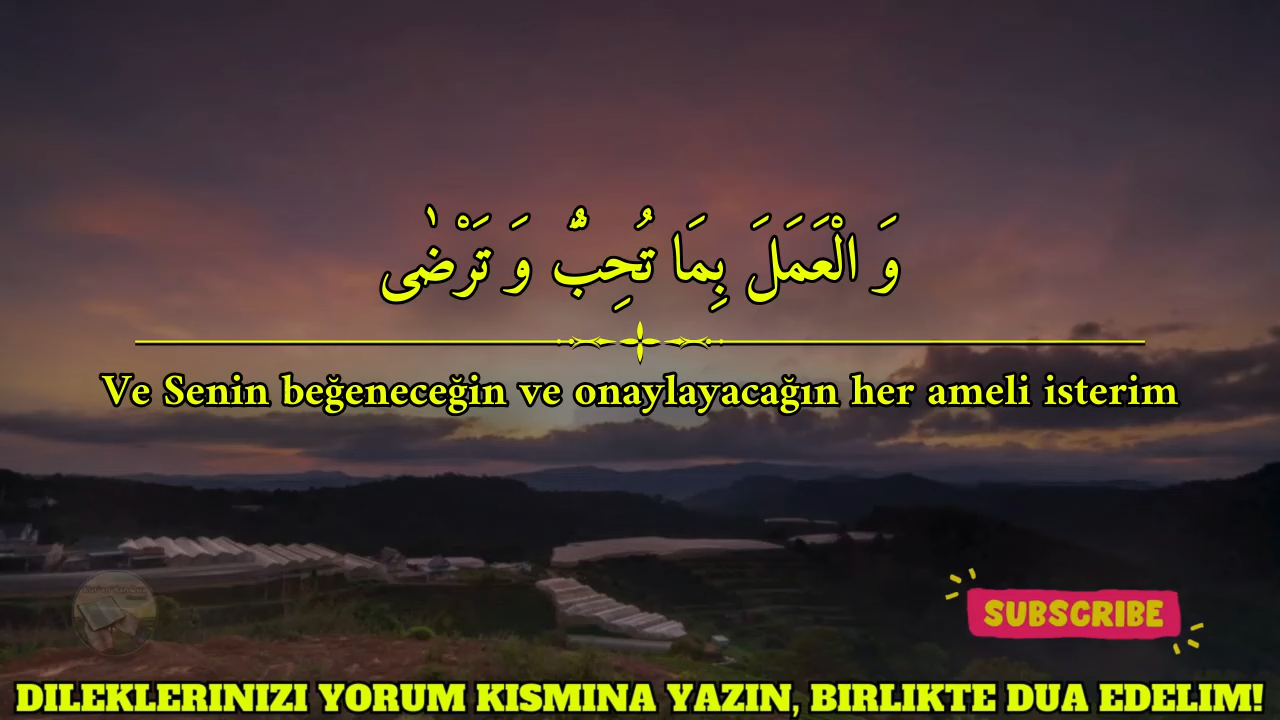 وَ الْعَمَلَ بِمَا تُحِبُّ وَ تَرْضٰى
Ve Senin beğeneceğin ve onaylayacağın her ameli isterim
SUBSCRIBE
DILEKLERINIZI YORUM KISMINA YAZIN, BIRLIKTE DUA EDELIM!